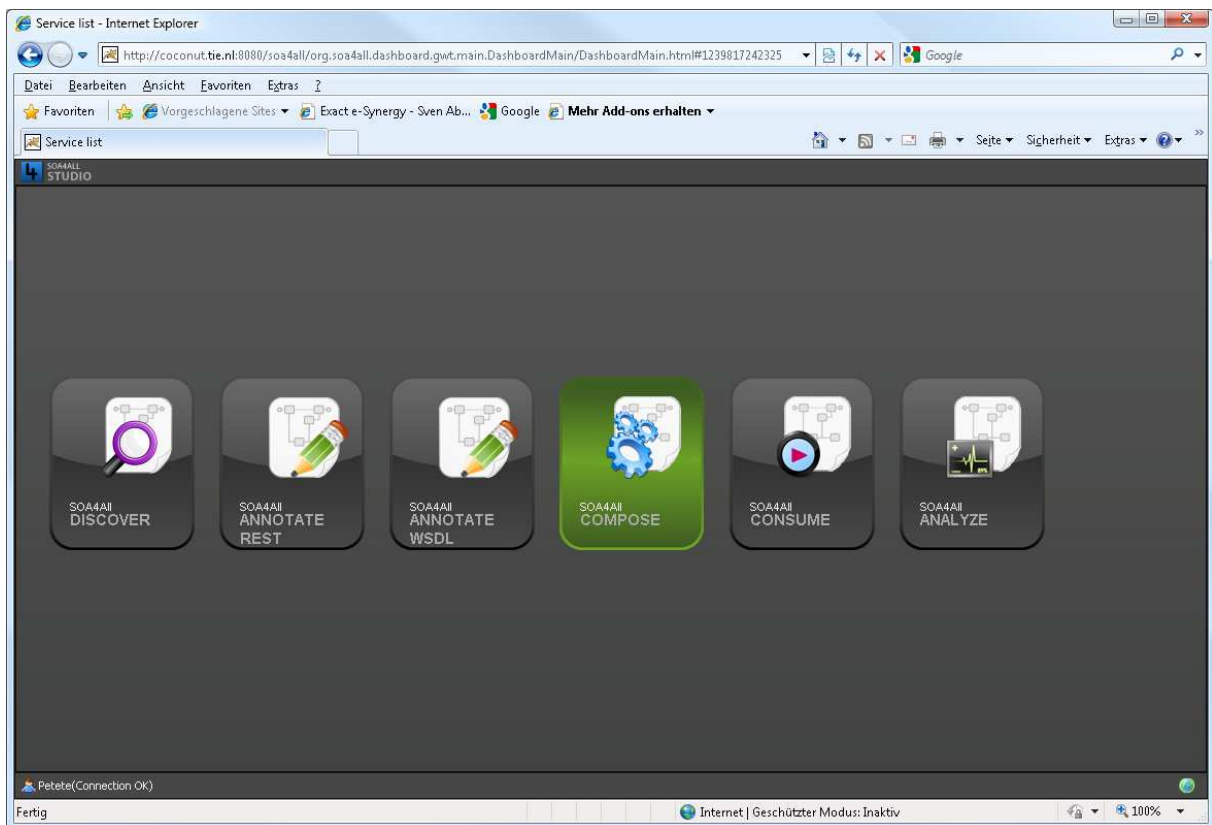 Service list - Internet Explorer
http://coconut.tie.nl:8080/soa4all/org.soa4all.dashboard.gwt.main.DashboardMain/DashboardMain.html#1239817242325
Google
Datei Bearbeiten Ansicht Favoriten Extras ?
Favoriten Vorgeschlagene Sites Exact e-Synergy - Sven Ab... Google Mehr Add-ons erhalten
Service list
Seite Sicherheit Extras
4 SOA4ALL
STUDIO
SOA4All
DISCOVER
SOA4All
ANNOTATE
REST
SOA4All
ANNOTATE
WSDL
SOA4All
COMPOSE
SOA4All
CONSUME
SOA4All
ANALYZE
Petete(Connection OK)
Fertig
Internet | Geschützter Modus: Inaktiv
100%